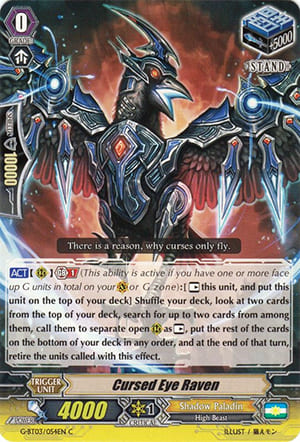 0
GRADE
+5000
STAND
10000
SHIELD
There is a reason, why curses only fly.
ACT【 】GB 1 (This ability is active if you have one or more face
up G units in total on your or G zone):[ this unit, and put this
unit on the top of your deck] Shuffle your deck, look at two cards
from the top of your deck, search for up to two cards from among
them, call them to separate open as , put the rest of the cards
on the bottom of your deck in any order, and at the end of that turn,
retire the units called with this effect.
TRIGGER
UNIT
Cursed Eye Raven
POWER
4000
1
CRITICAL
Shadow Paladin
High Beast
G-BT03/054EN C
ILLUST / 猫えモン